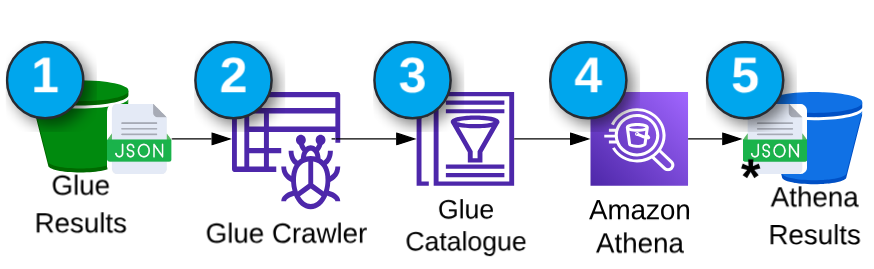 1
2
3
4
5
JSON
JSON
*
Glue
Results
Glue Crawler
Glue
Catalogue
Amazon
Athena
Athena
Results